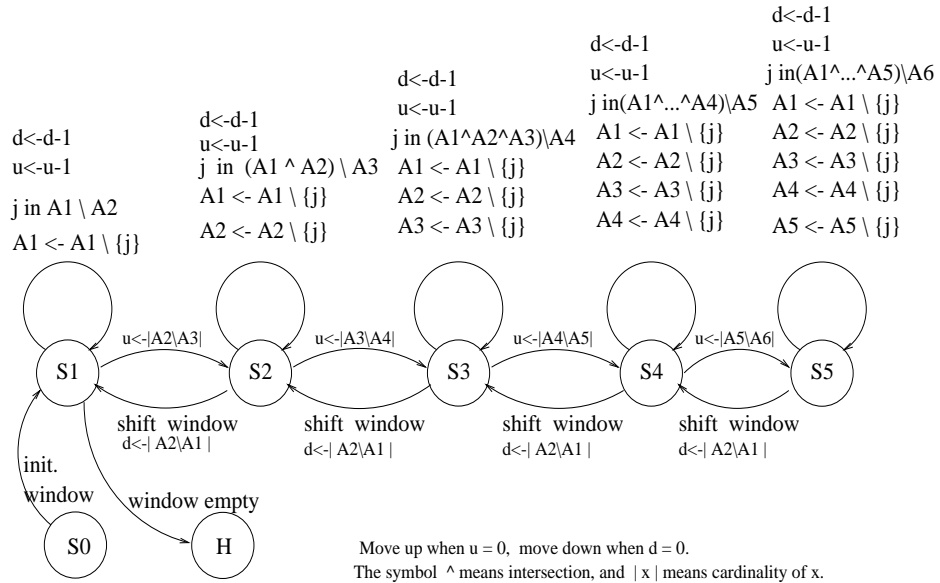 d<-d-1
u<-u-1
j in A1 \ A2
A1 <- A1 \ {j}
d<-d-1
u<-u-1
j in (A1 ^ A2) \ A3
A1 <- A1 \ {j}
A2 <- A2 \ {j}
d<-d-1
u<-u-1
j in (A1^A2^A3)\A4
A1 <- A1 \ {j}
A2 <- A2 \ {j}
A3 <- A3 \ {j}
d<-d-1
u<-u-1
j in(A1^...^A4)\A5
A1 <- A1 \ {j}
A2 <- A2 \ {j}
A3 <- A3 \ {j}
A4 <- A4 \ {j}
d<-d-1
u<-u-1
j in(A1^...^A5)\A6
A1 <- A1 \ {j}
A2 <- A2 \ {j}
A3 <- A3 \ {j}
A4 <- A4 \ {j}
A5 <- A5 \ {j}
u<-|A2\A3|
u<-|A3\A4|
u<-|A4\A5|
u<-|A5\A6|
S1
S2
S3
S4
S5
shift window
d<-| A2\A1 |
shift window
d<-| A2\A1 |
shift window
d<-| A2\A1 |
shift window
d<-| A2\A1 |
init.
window
window empty
S0
H
Move up when u = 0, move down when d = 0.
The symbol ^ means intersection, and | x | means cardinality of x.